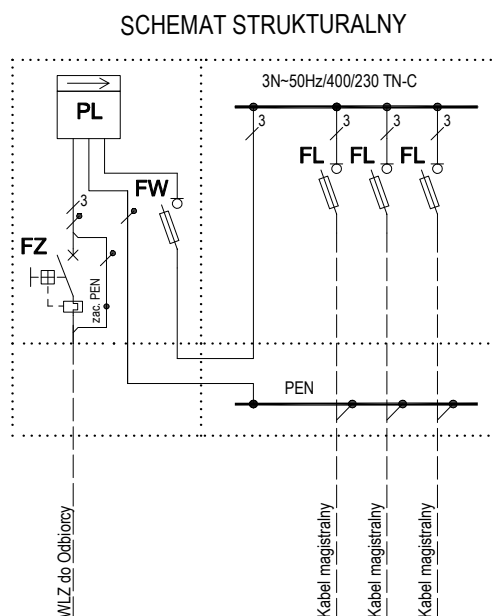 SCHEMAT STRUKTURALNY
3N~50Hz/400/230 TN-C
PL
3
3
3
3
FL
FL
FL
FW
3
FZ
zac. PEN
PEN
WLZ do Odbiorcy
Kabel magistralny
Kabel magistralny
Kabel magistralny